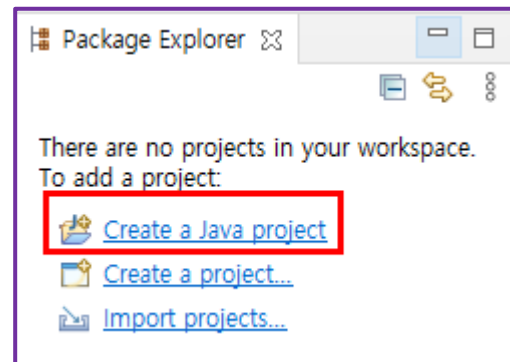 Package Explorer
There are no projects in your workspace.
To add a project:
Create a Java project
Create a project...
Import projects...